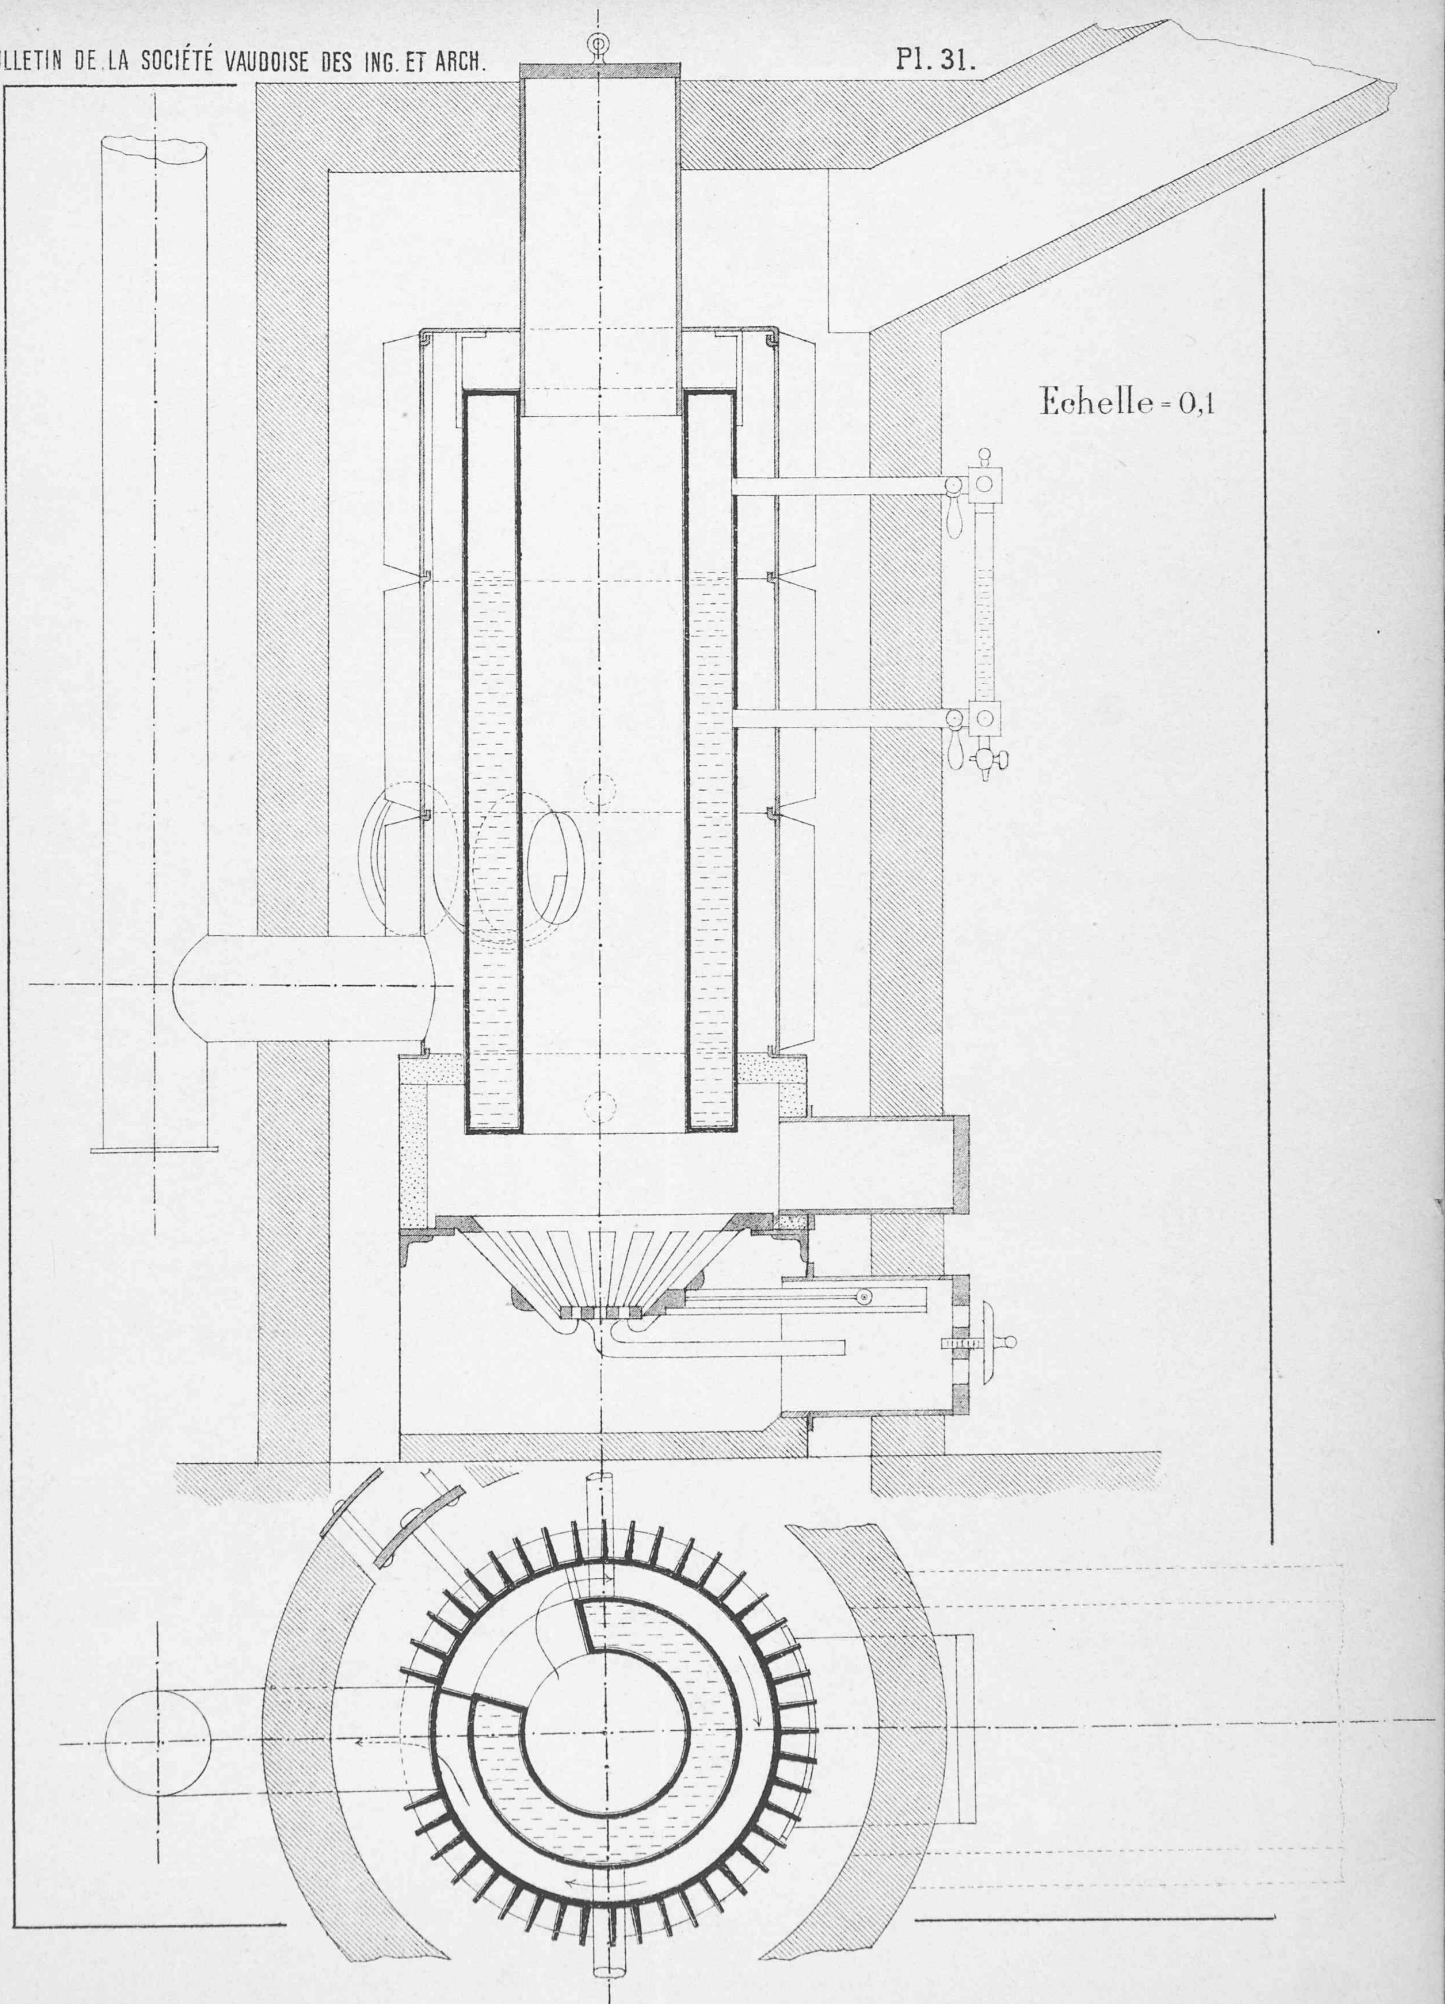 LLETIN DE LA SOCIÉTÉ VAUDOISE DES ING. ET ARCH.
Pl. 31.
Echelle = 0,1